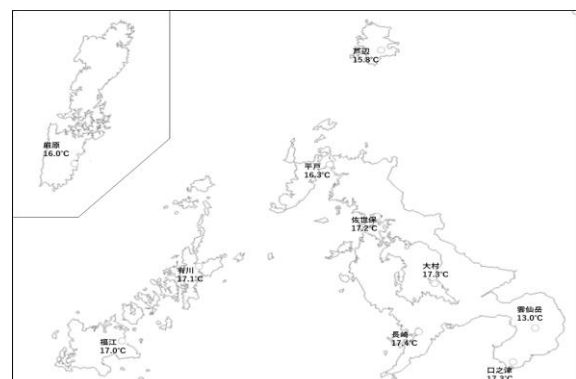 芦辺
15.8℃
厳原
16.0℃
平戸
16.3℃
佐世保
17.2℃
有川
17.1℃
大村
17.3℃
雲仙岳
13.0℃
福江
17.0℃
長崎
17.4℃
口之津
17.3℃